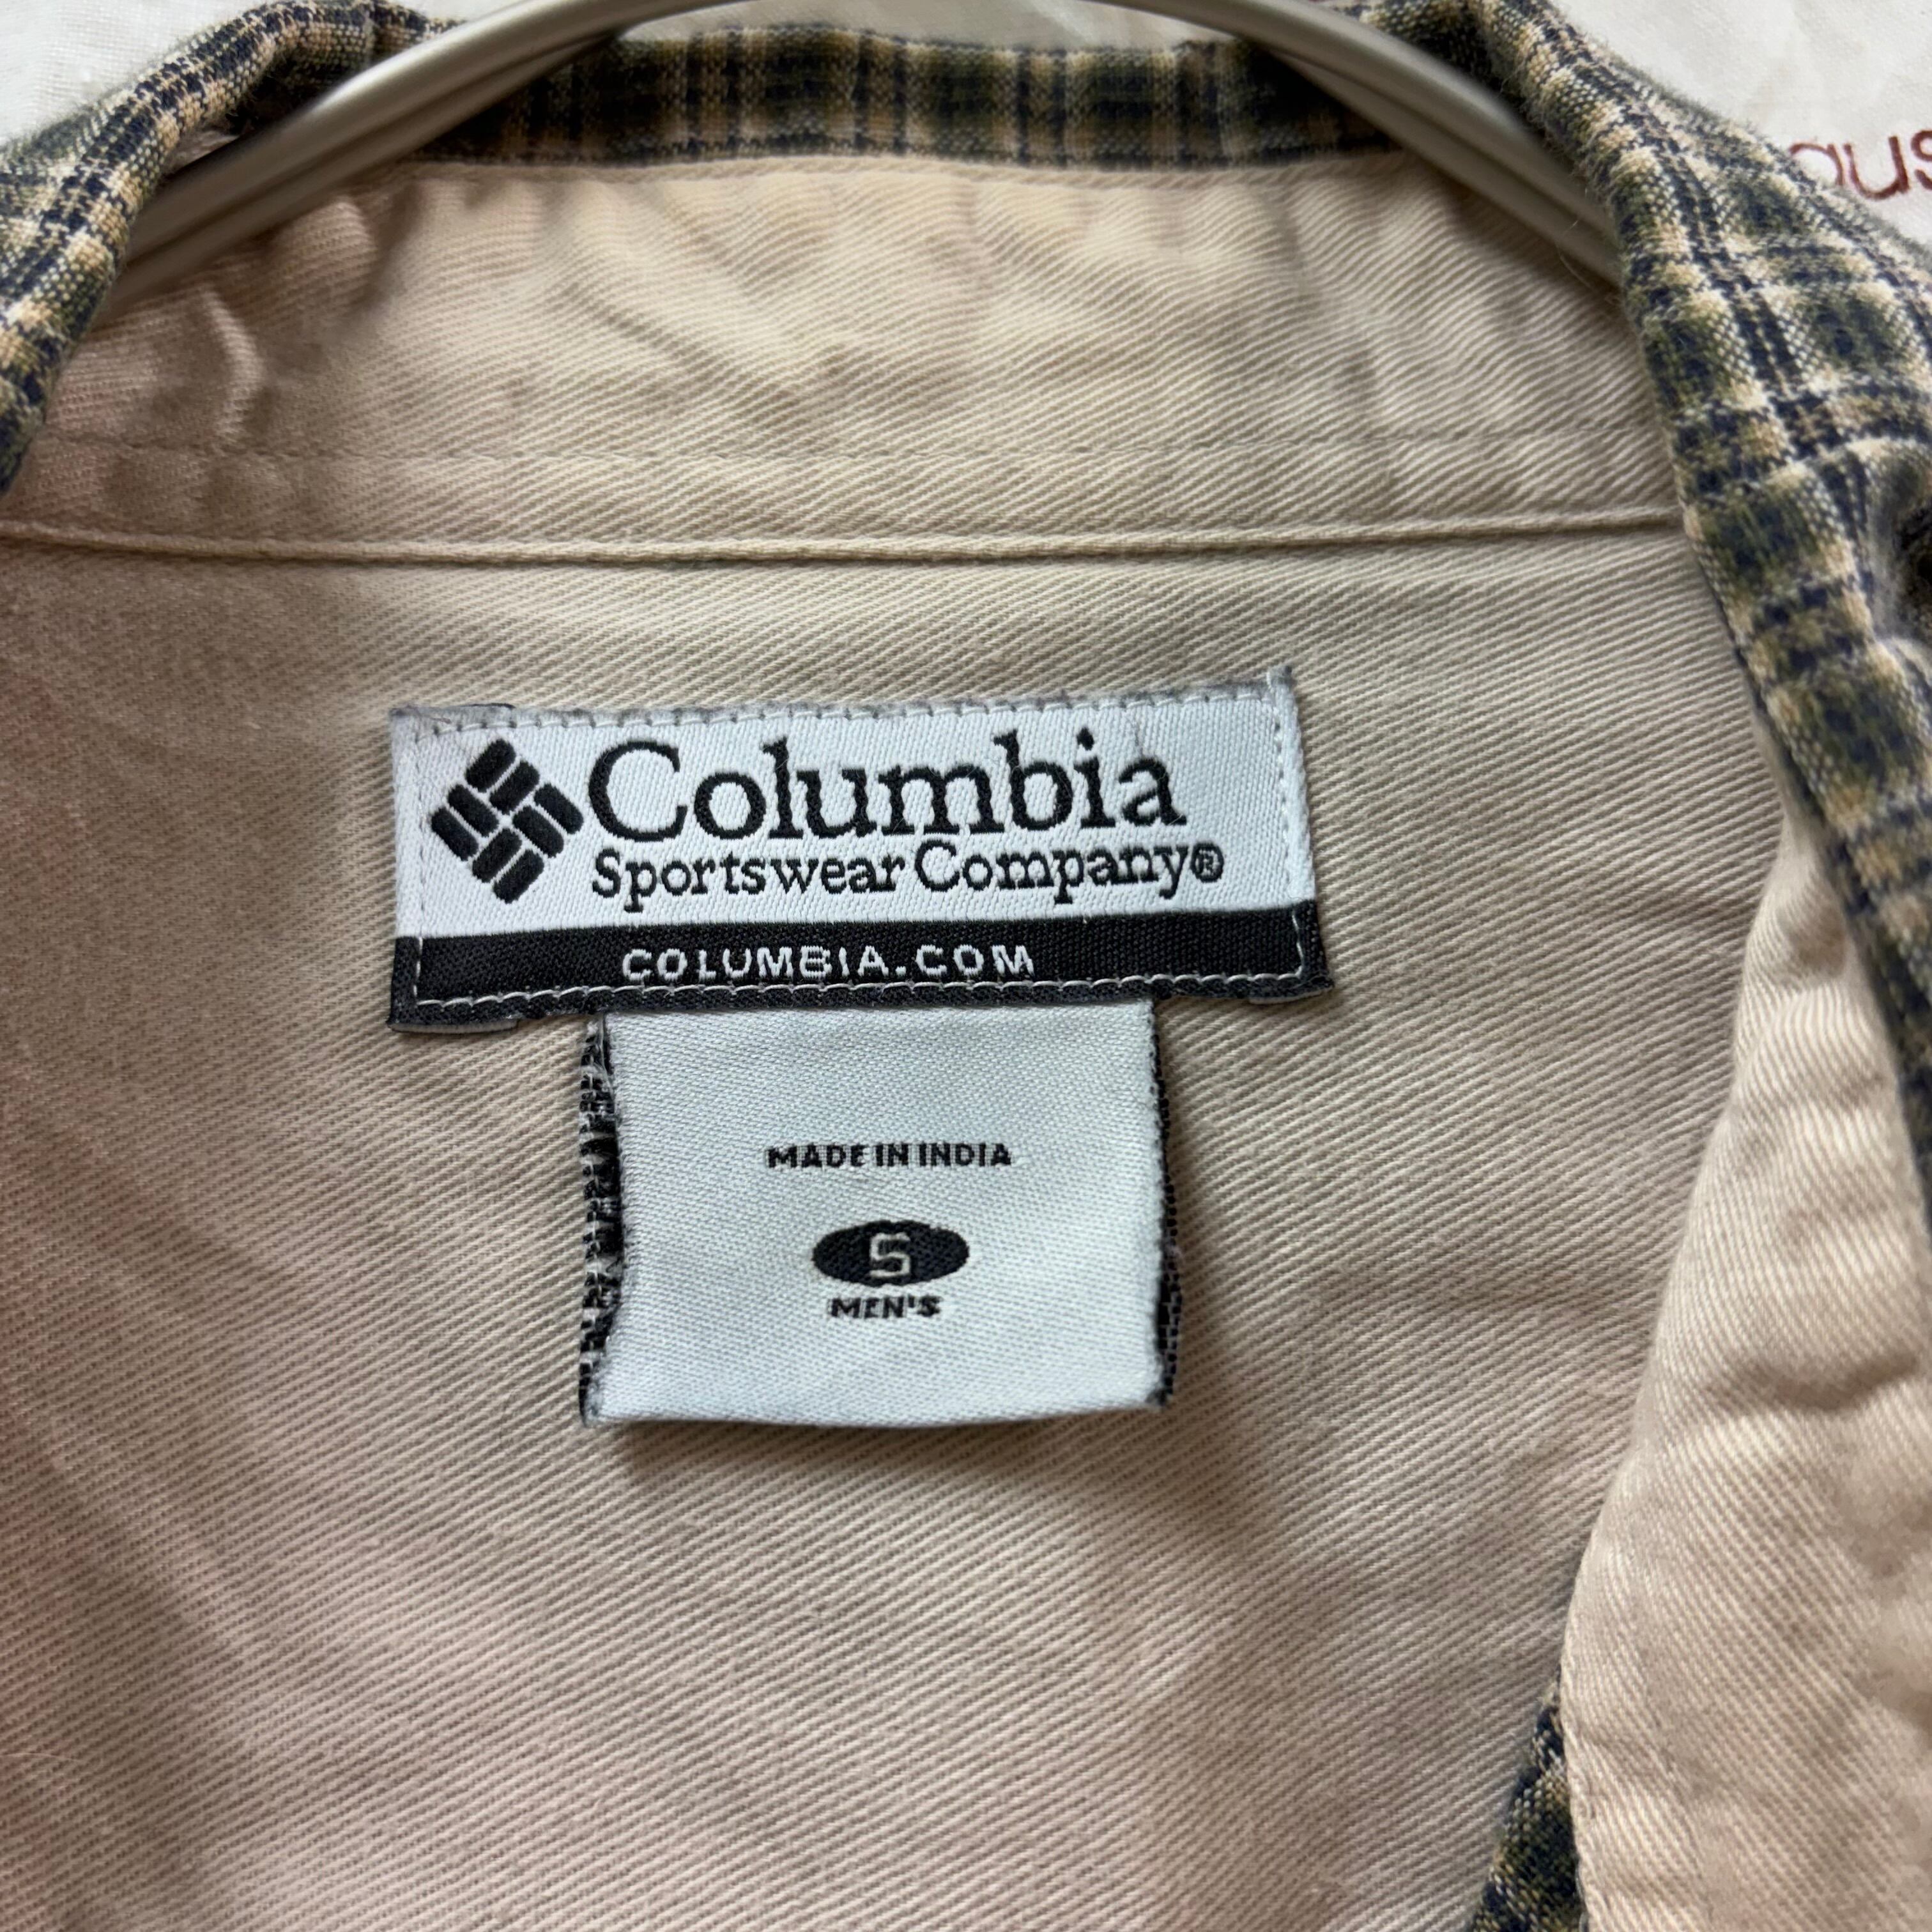 Columbia
Sportswear Company®
COLUMBIA.COM
MADE IN INDIA
S
MEN'S